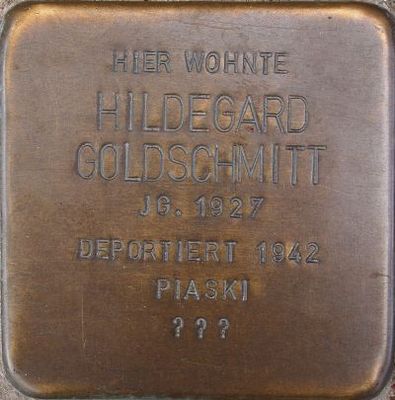 HIER WOHNTE
HILDEGARD
GOLDSCHMITT
JG. 1927
DEPORTIERT 1942
PIASKI
???